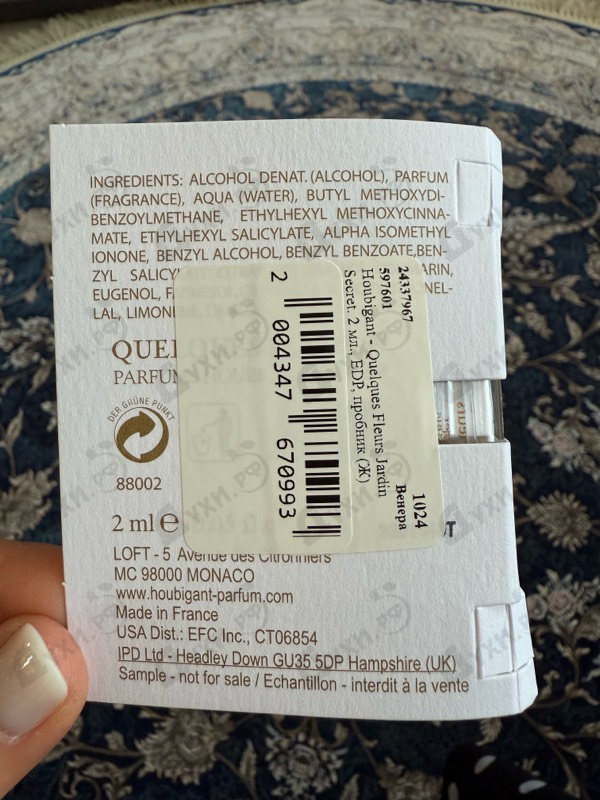 INGREDIENTS: ALCOHOL DENAT. (ALCOHOL), PARFUM
(FRAGRANCE), AQUA (WATER), BUTYL METHOXYDI-
BENZOYLMETHANE, ETHYLHEXYL METHOXYCINNA-
MATE, ETHYLHEXYL SALICYLATE, ALPHA ISOMETHYL
IONONE, BENZYL ALCOHOL, BENZYL BENZOATE, BEN-
ZYL
EUGENOL,
LAL,
PARFUM
DER GRÜNE PUNKT
88002
2 ml e
LOFT - 5 Avenue des Citronniers
MC 98000 MONACO
www.houbigant-parfum.com
Made in France
USA Dist.: EFC Inc., CT06854
IPD Ltd - Headley Down GU35 5DP Hampshire (UK)
Sample - not for sale / Echantillon - interdit à la vente
24337967
597601
Houbigant - Quelques Fleurs Jardin
Secret. 2 мл., EDP, пробник (Ж)
1024
Венера
2 004347 670993
духи.рф